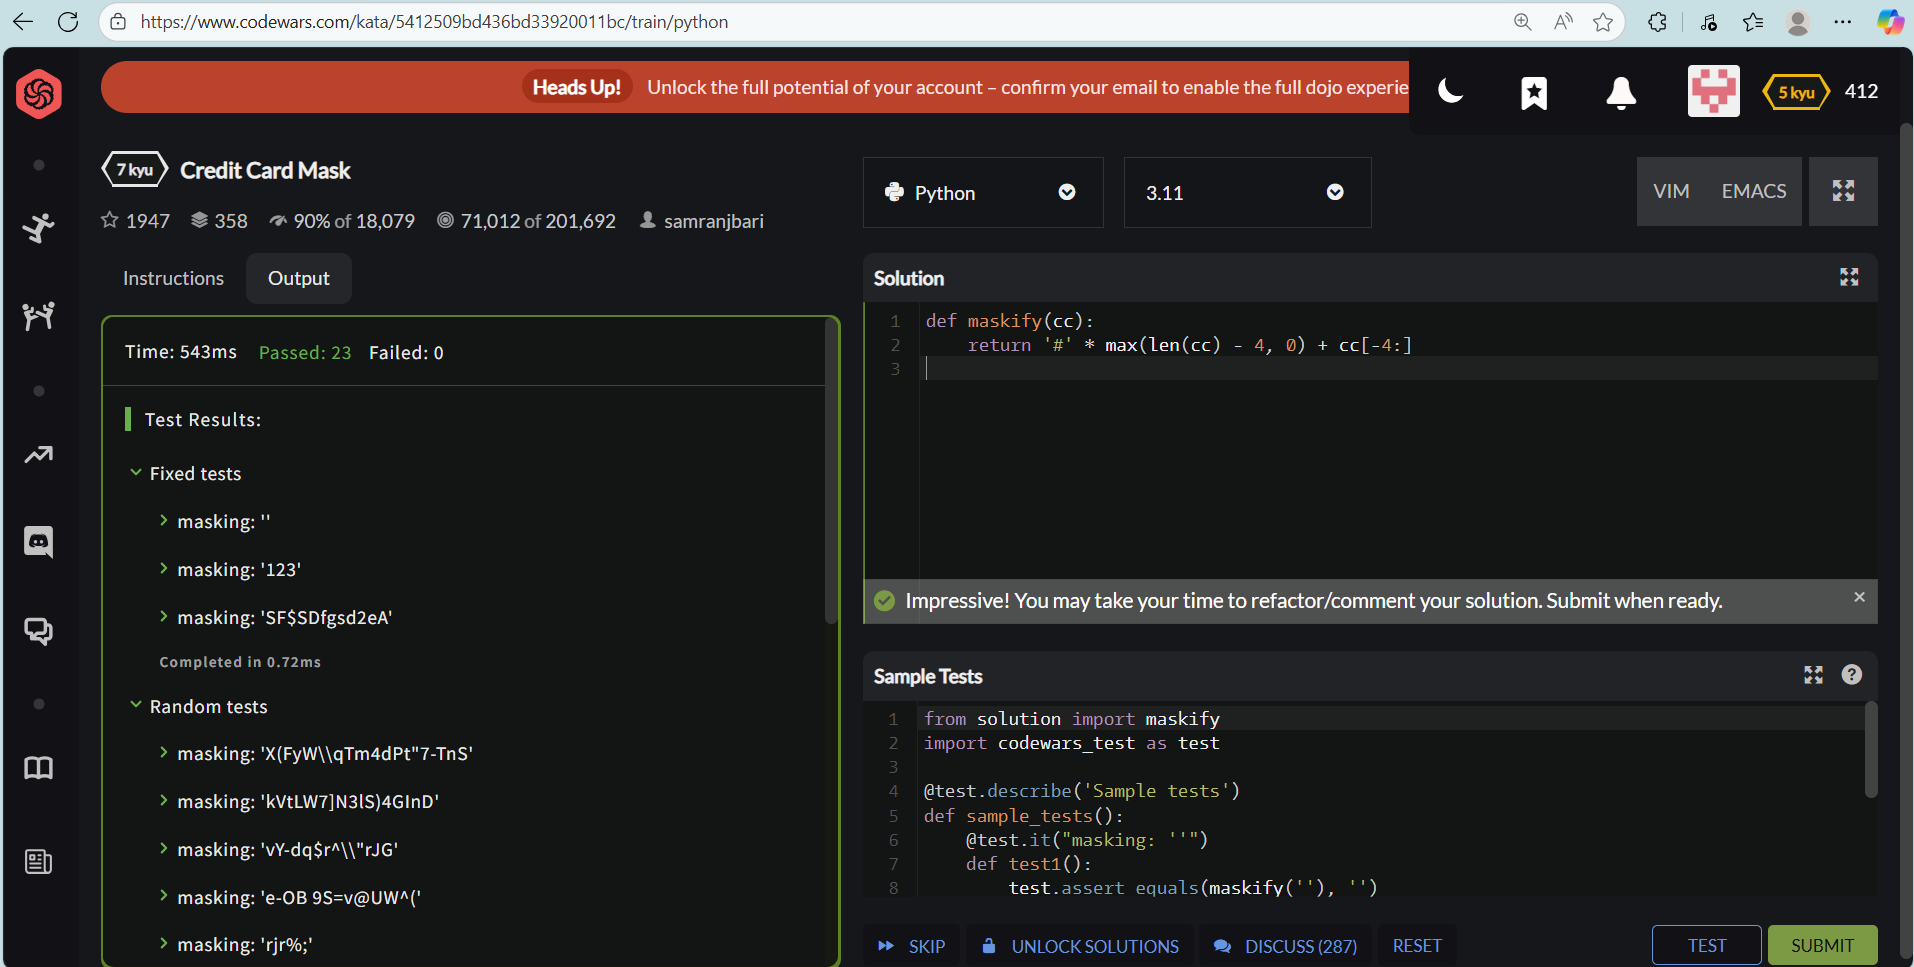 https://www.codewars.com/kata/5412509bd436bd33920011bc/train/python
Heads Up! Unlock the full potential of your account – confirm your email to enable the full dojo experie
5 kyu 412
7 kyu Credit Card Mask
1947 358 90% of 18,079 71,012 of 201,692 samranjbari
Python 3.11 VIM EMACS
Instructions Output
Time: 543ms Passed: 23 Failed: 0
Test Results:
Fixed tests
masking: ''
masking: '123'
masking: 'SF$SDfgsd2eA'
Completed in 0.72ms
Random tests
masking: 'X(FyW\\qTm4dPt"7-TnS'
masking: 'kVtLW7]N3lS)4GInD'
masking: 'vY-dq$r^\\"rJG'
masking: 'e-OB 9S=v@UW^('
masking: 'rjr%;'
Solution
1 def maskify(cc):
2     return '#' * max(len(cc) - 4, 0) + cc[-4:]
3
Impressive! You may take your time to refactor/comment your solution. Submit when ready.
Sample Tests
1 from solution import maskify
2 import codewars_test as test
3
4 @test.describe('Sample tests')
5 def sample_tests():
6     @test.it("masking: ''")
7     def test1():
8         test.assert_equals(maskify(''), '')
SKIP UNLOCK SOLUTIONS DISCUSS (287) RESET TEST SUBMIT